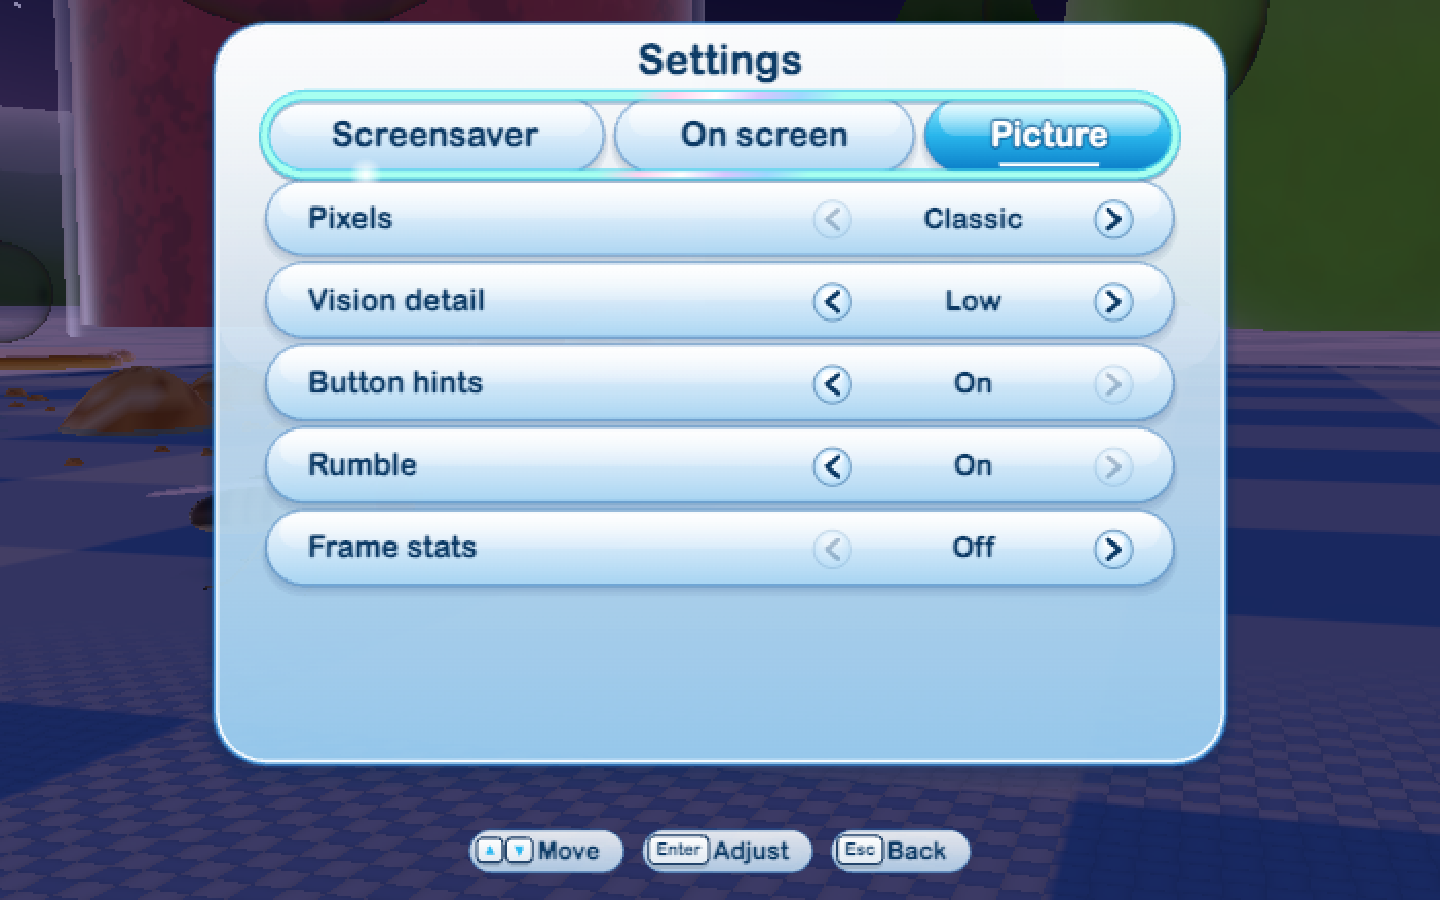 Settings
Screensaver On screen Picture
Pixels Classic
Vision detail Low
Button hints On
Rumble On
Frame stats Off
Move Enter Adjust Esc Back